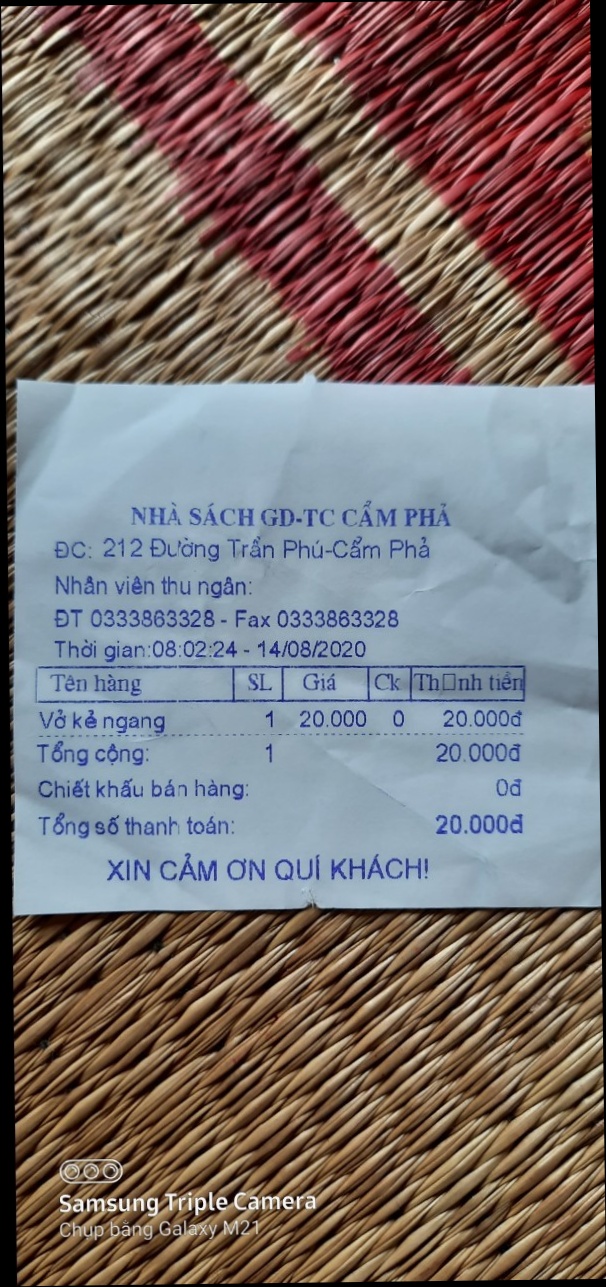 NHÀ SÁCH GD-TC CẨM PHẢ
ĐC: 212 Đường Trần Phú-Cẩm Phả
Nhân viên thu ngân:
ĐT 0333863328 - Fax 0333863328
Thời gian:08:02:24 - 14/08/2020
Tên hàng SL Giá Ck Th□nh tiền
Vở kẻ ngang 1 20.000 0 20.000đ
Tổng cộng: 1 20.000đ
Chiết khấu bán hàng: 0đ
Tổng số thanh toán: 20.000đ
XIN CẢM ƠN QUÍ KHÁCH!
Samsung Triple Camera
Chụp bằng Galaxy M21